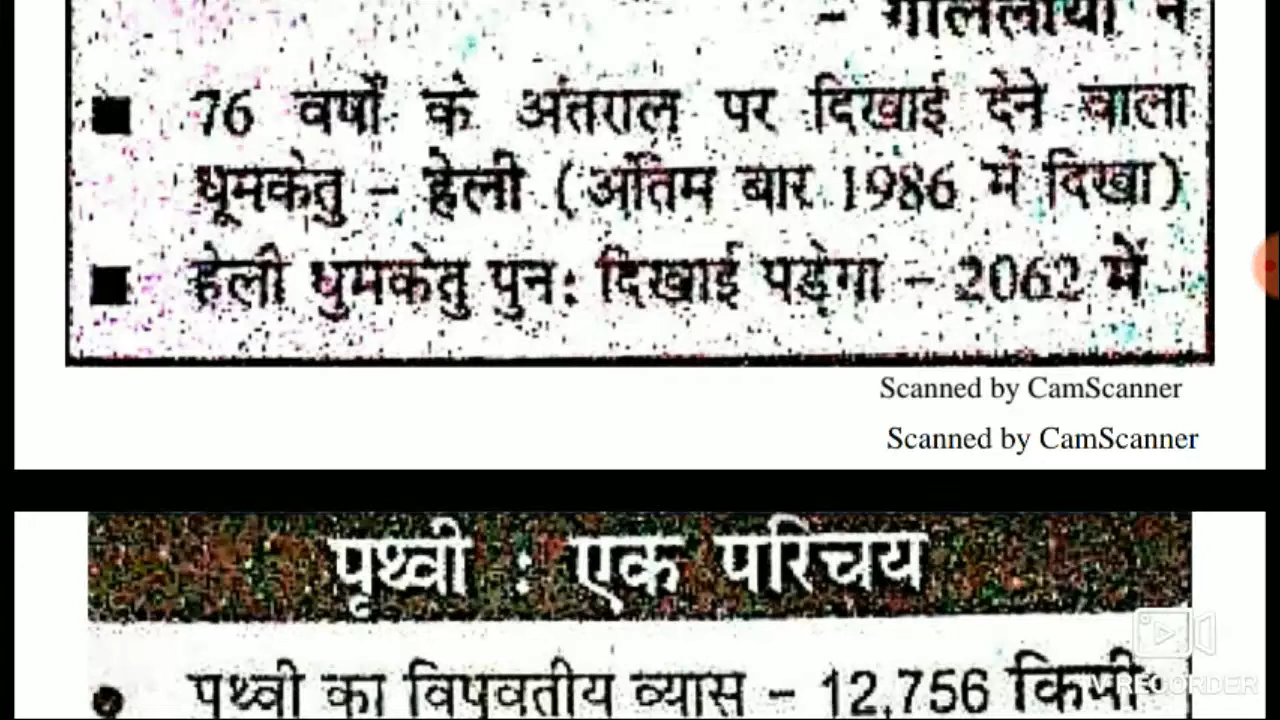 - गैलिलीयो ने
■ 76 वर्षों के अंतराल पर दिखाई देने वाला
धूमकेतु - हेली (अंतिम बार 1986 में दिखा)
■ हेली धुमकेतु पुन: दिखाई पड़ेगा - 2062 में
Scanned by CamScanner
Scanned by CamScanner
पृथ्वी : एक परिचय
पृथ्वी का विषुवतीय व्यास - 12,756 किमी
V RECORDER